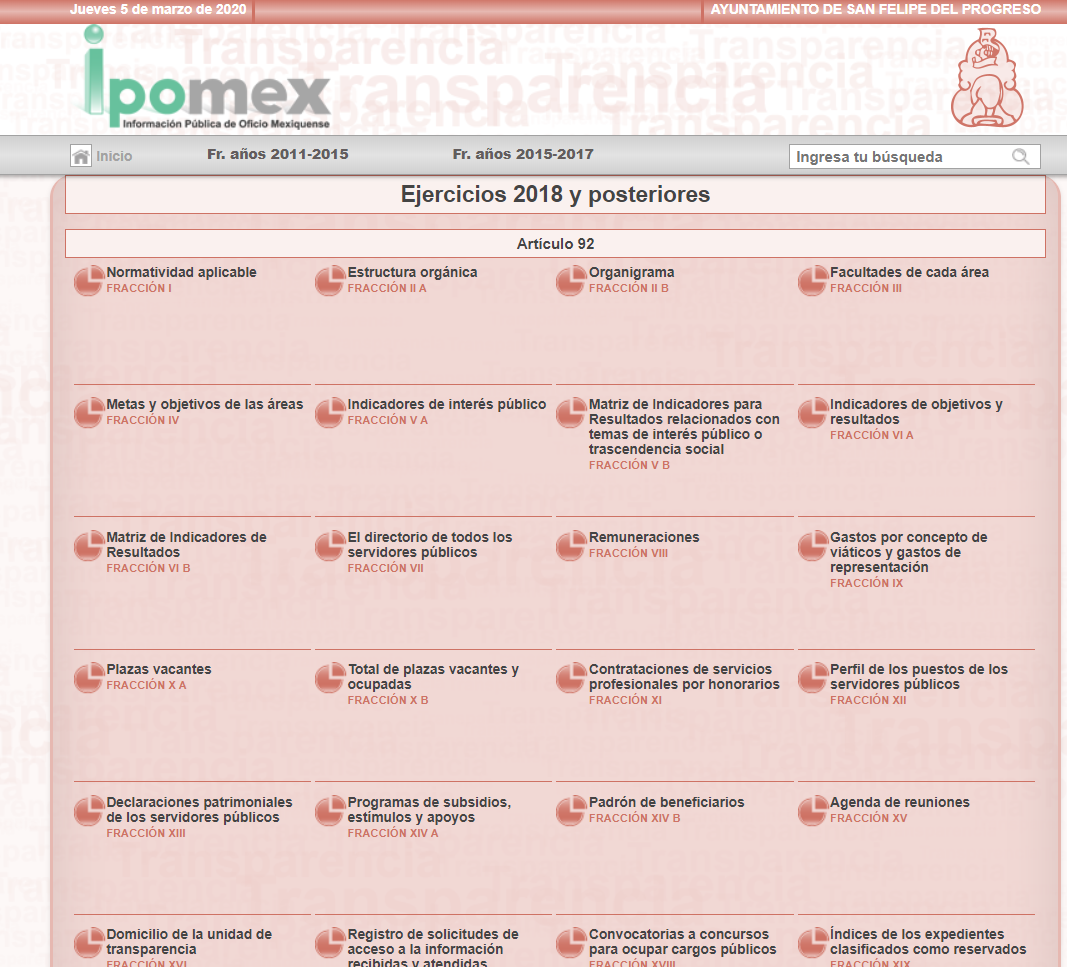 Jueves 5 de marzo de 2020
AYUNTAMIENTO DE SAN FELIPE DEL PROGRESO
ipomex
Información Pública de Oficio Mexiquense
Inicio
Fr. años 2011-2015
Fr. años 2015-2017
Ingresa tu búsqueda
Ejercicios 2018 y posteriores
Artículo 92
Normatividad aplicable
FRACCIÓN I
Estructura orgánica
FRACCIÓN II A
Organigrama
FRACCIÓN II B
Facultades de cada área
FRACCIÓN III
Metas y objetivos de las áreas
FRACCIÓN IV
Indicadores de interés público
FRACCIÓN V A
Matriz de Indicadores para
Resultados relacionados con
temas de interés público o
trascendencia social
FRACCIÓN V B
Indicadores de objetivos y
resultados
FRACCIÓN VI A
Matriz de Indicadores de
Resultados
FRACCIÓN VI B
El directorio de todos los
servidores públicos
FRACCIÓN VII
Remuneraciones
FRACCIÓN VIII
Gastos por concepto de
viáticos y gastos de
representación
FRACCIÓN IX
Plazas vacantes
FRACCIÓN X A
Total de plazas vacantes y
ocupadas
FRACCIÓN X B
Contrataciones de servicios
profesionales por honorarios
FRACCIÓN XI
Perfil de los puestos de los
servidores públicos
FRACCIÓN XII
Declaraciones patrimoniales
de los servidores públicos
FRACCIÓN XIII
Programas de subsidios,
estímulos y apoyos
FRACCIÓN XIV A
Padrón de beneficiarios
FRACCIÓN XIV B
Agenda de reuniones
FRACCIÓN XV
Domicilio de la unidad de
transparencia
FRACCIÓN XVI
Registro de solicitudes de
acceso a la información
recibidas y atendidas
Convocatorias a concursos
para ocupar cargos públicos
FRACCIÓN XVIII
Índices de los expedientes
clasificados como reservados
FRACCIÓN XIX